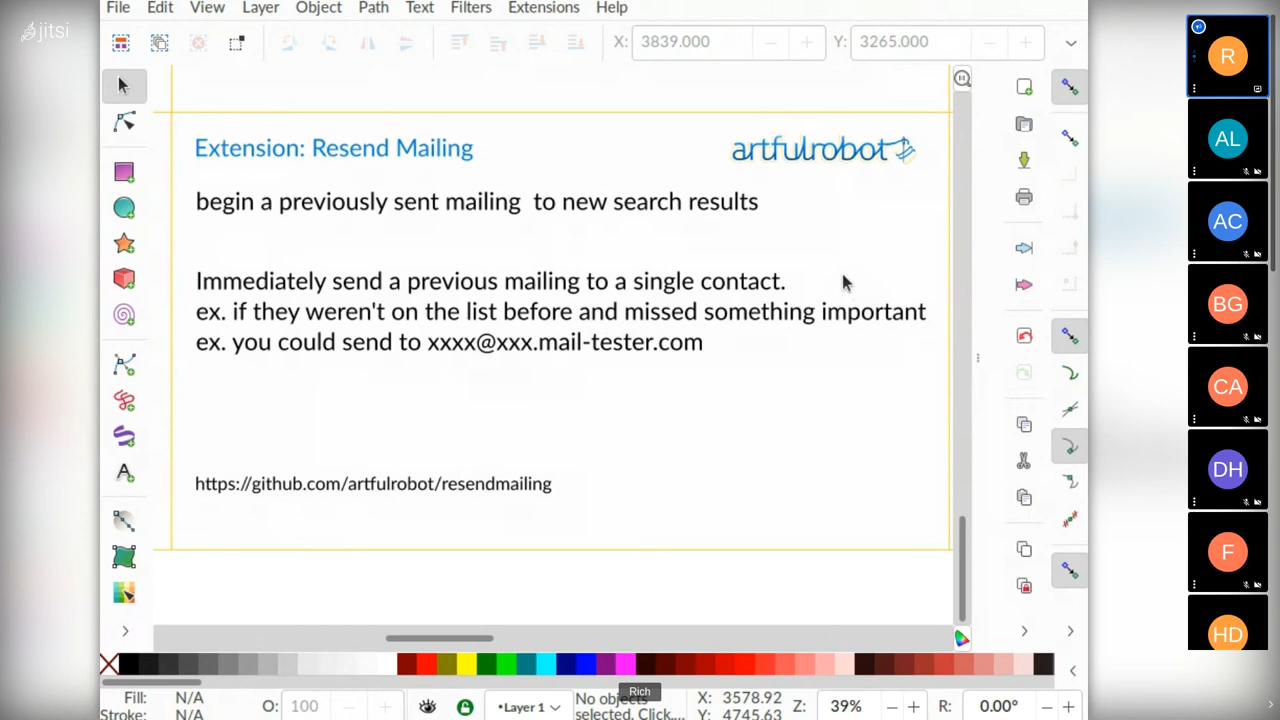 jitsi
File Edit View Layer Object Path Text Filters Extensions Help
X: 3839.000 Y: 3265.000
Extension: Resend Mailing
artfulrobot
begin a previously sent mailing to new search results
Immediately send a previous mailing to a single contact.
ex. if they weren't on the list before and missed something important
ex. you could send to xxxx@xxx.mail-tester.com
https://github.com/artfulrobot/resendmailing
R
AL
AC
BG
CA
DH
F
HD
Fill: N/A
Stroke: N/A
O: 100
•Layer 1
No objects
selected. Click...
Rich
X: 3578.92
Y: 4745.63
Z: 39%
R: 0.00°